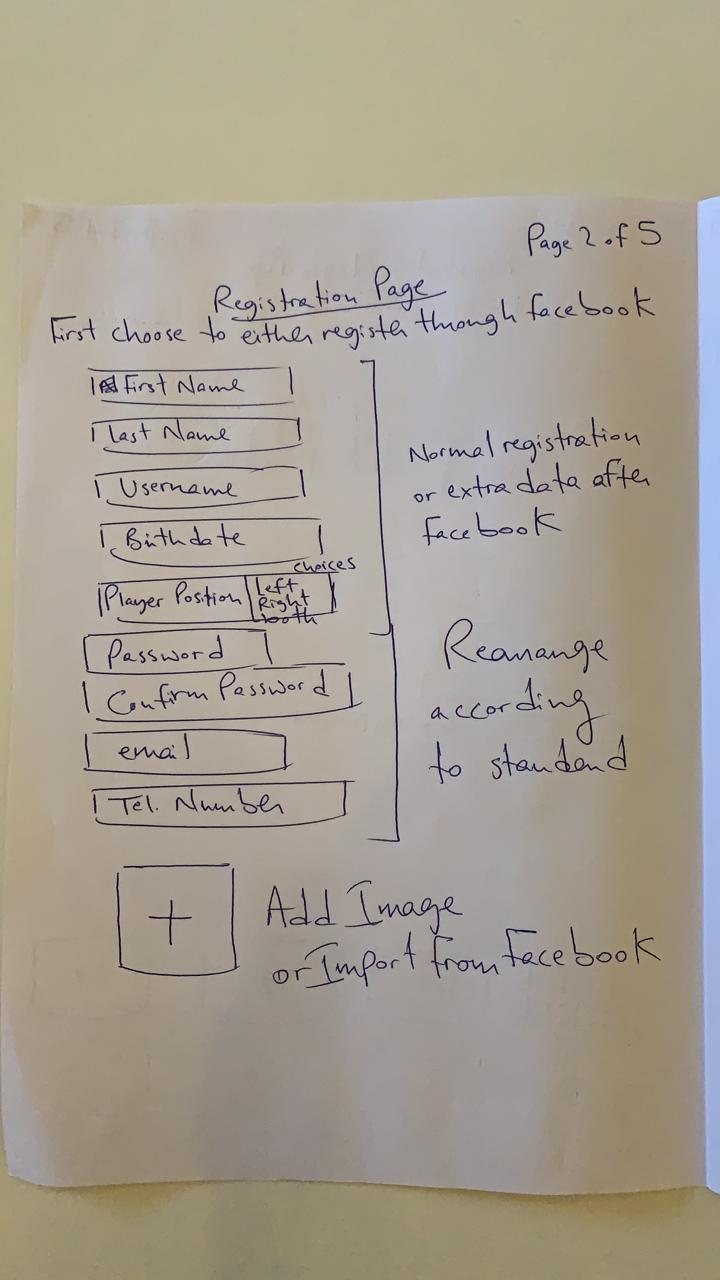 Page 2 of 5
Registration Page
First choose to either register through facebook
First Name
Last Name
Username
Birthdate
choices
Player Position
Left
Right
both
Normal registration
or extra data after
facebook
Password
Confirm Password
email
Tel. Number
Rearrange
according
to standard
+
Add Image
or Import from Facebook